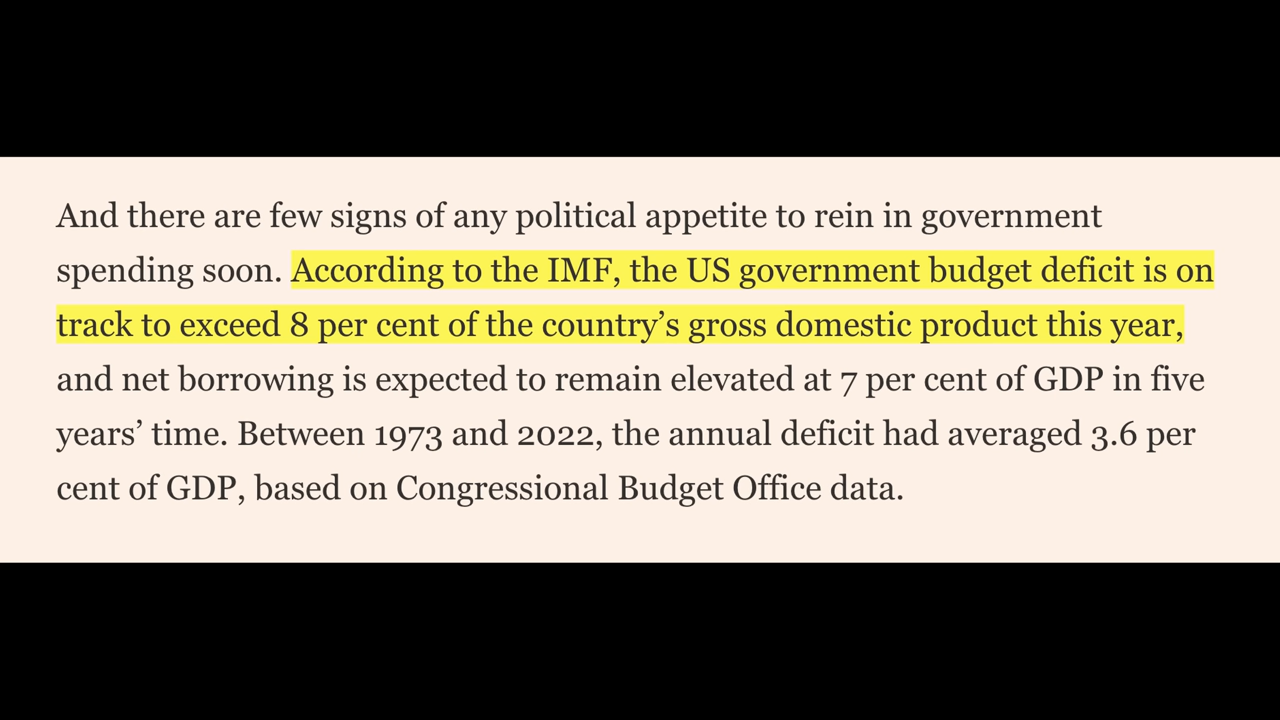 And there are few signs of any political appetite to rein in government
spending soon. According to the IMF, the US government budget deficit is on
track to exceed 8 per cent of the country’s gross domestic product this year,
and net borrowing is expected to remain elevated at 7 per cent of GDP in five
years’ time. Between 1973 and 2022, the annual deficit had averaged 3.6 per
cent of GDP, based on Congressional Budget Office data.